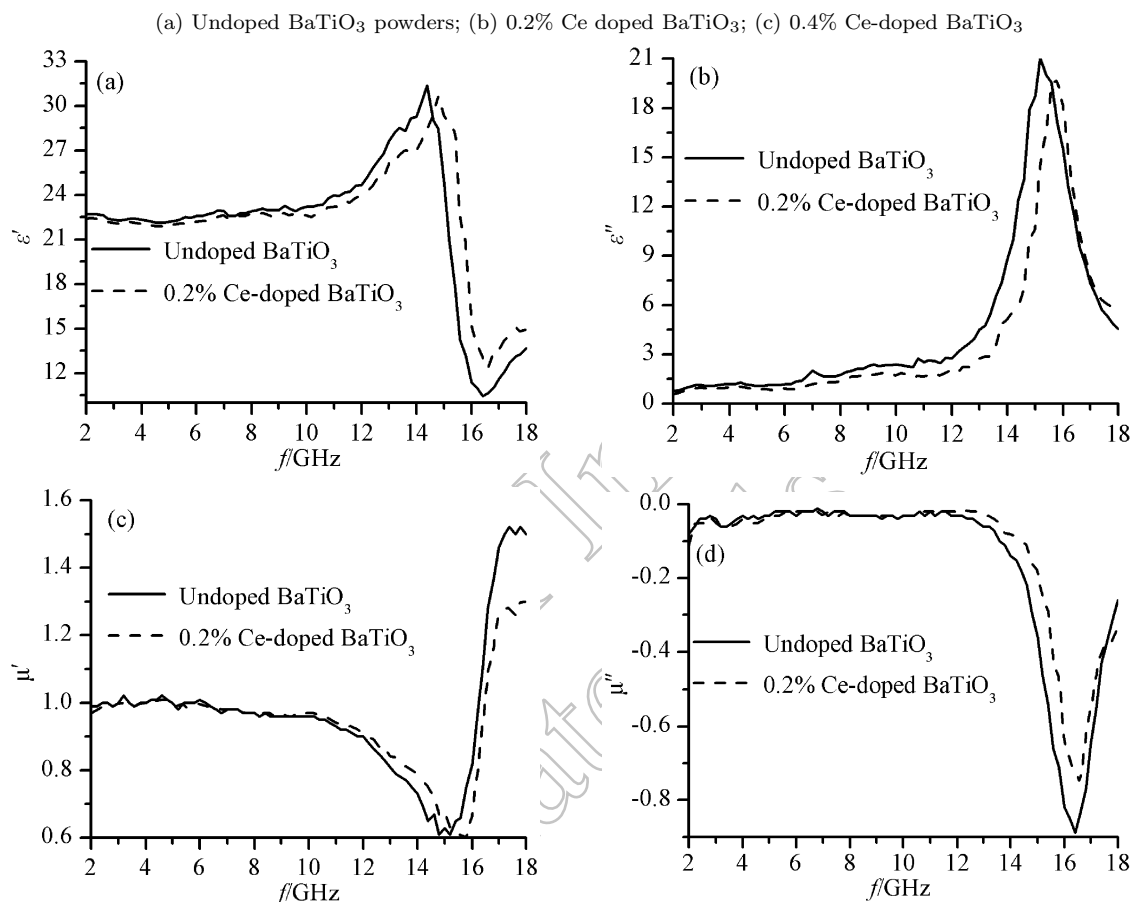 (a) Undoped BaTiO₃ powders; (b) 0.2% Ce doped BaTiO₃; (c) 0.4% Ce-doped BaTiO₃
(a)
33
30
27
24
21
18
15
12
ε′
Undoped BaTiO₃
0.2% Ce-doped BaTiO₃
2 4 6 8 10 12 14 16 18
f/GHz
(b)
21
18
15
12
9
6
3
0
ε″
Undoped BaTiO₃
0.2% Ce-doped BaTiO₃
2 4 6 8 10 12 14 16 18
f/GHz
(c)
1.6
1.4
1.2
1.0
0.8
0.6
μ′
Undoped BaTiO₃
0.2% Ce-doped BaTiO₃
2 4 6 8 10 12 14 16 18
f/GHz
(d)
0.0
-0.2
-0.4
-0.6
-0.8
μ″
Undoped BaTiO₃
0.2% Ce-doped BaTiO₃
2 4 6 8 10 12 14 16 18
f/GHz